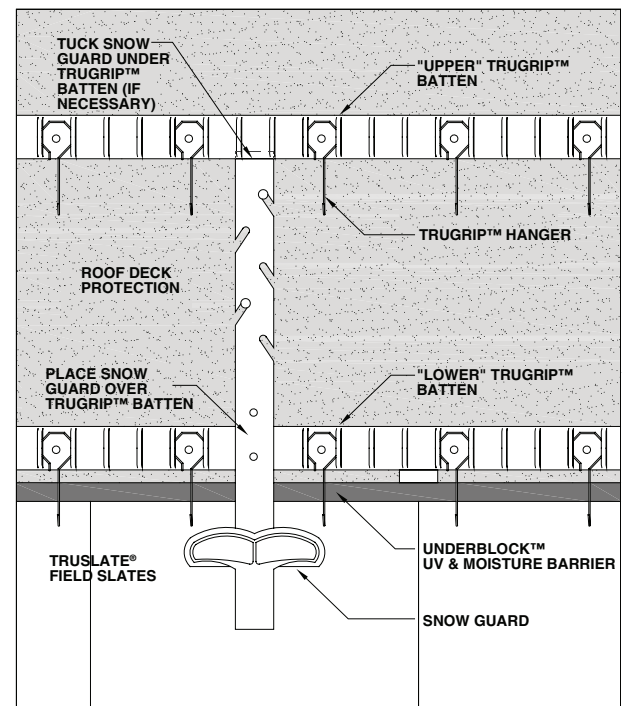 TUCK SNOW
GUARD UNDER
TRUGRIP™
BATTEN (IF
NECESSARY)
"UPPER" TRUGRIP™
BATTEN
TRUGRIP™ HANGER
ROOF DECK
PROTECTION
PLACE SNOW
GUARD OVER
TRUGRIP™ BATTEN
"LOWER" TRUGRIP™
BATTEN
TRUSLATE®
FIELD SLATES
UNDERBLOCK™
UV & MOISTURE BARRIER
SNOW GUARD